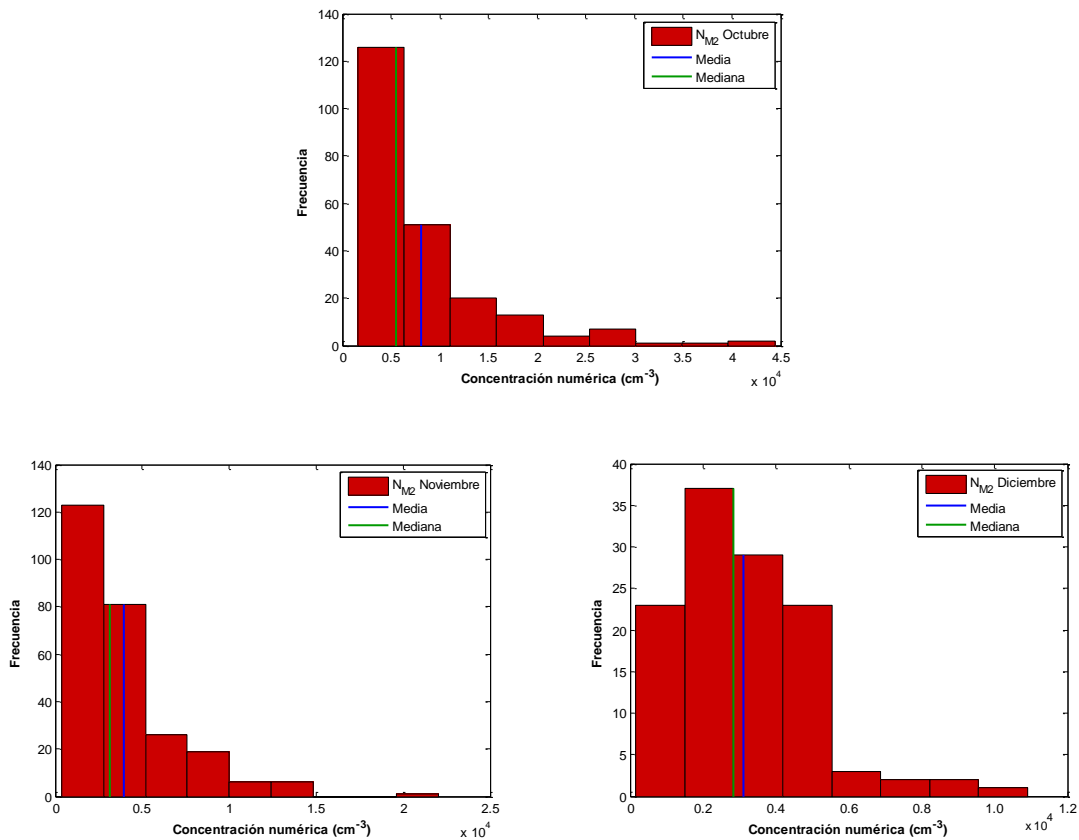 140
120
100
80
60
40
20
0
Frecuencia
N_M2 Octubre
Media
Mediana
0 0.5 1 1.5 2 2.5 3 3.5 4 4.5
x 10^4
Concentración numérica (cm^-3)
140
120
100
80
60
40
20
0
Frecuencia
N_M2 Noviembre
Media
Mediana
0 0.5 1 1.5 2 2.5
x 10^4
Concentración numérica (cm^-3)
40
35
30
25
20
15
10
5
0
Frecuencia
N_M2 Diciembre
Media
Mediana
0 0.2 0.4 0.6 0.8 1.0 1.2
x 10^4
Concentración numérica (cm^-3)